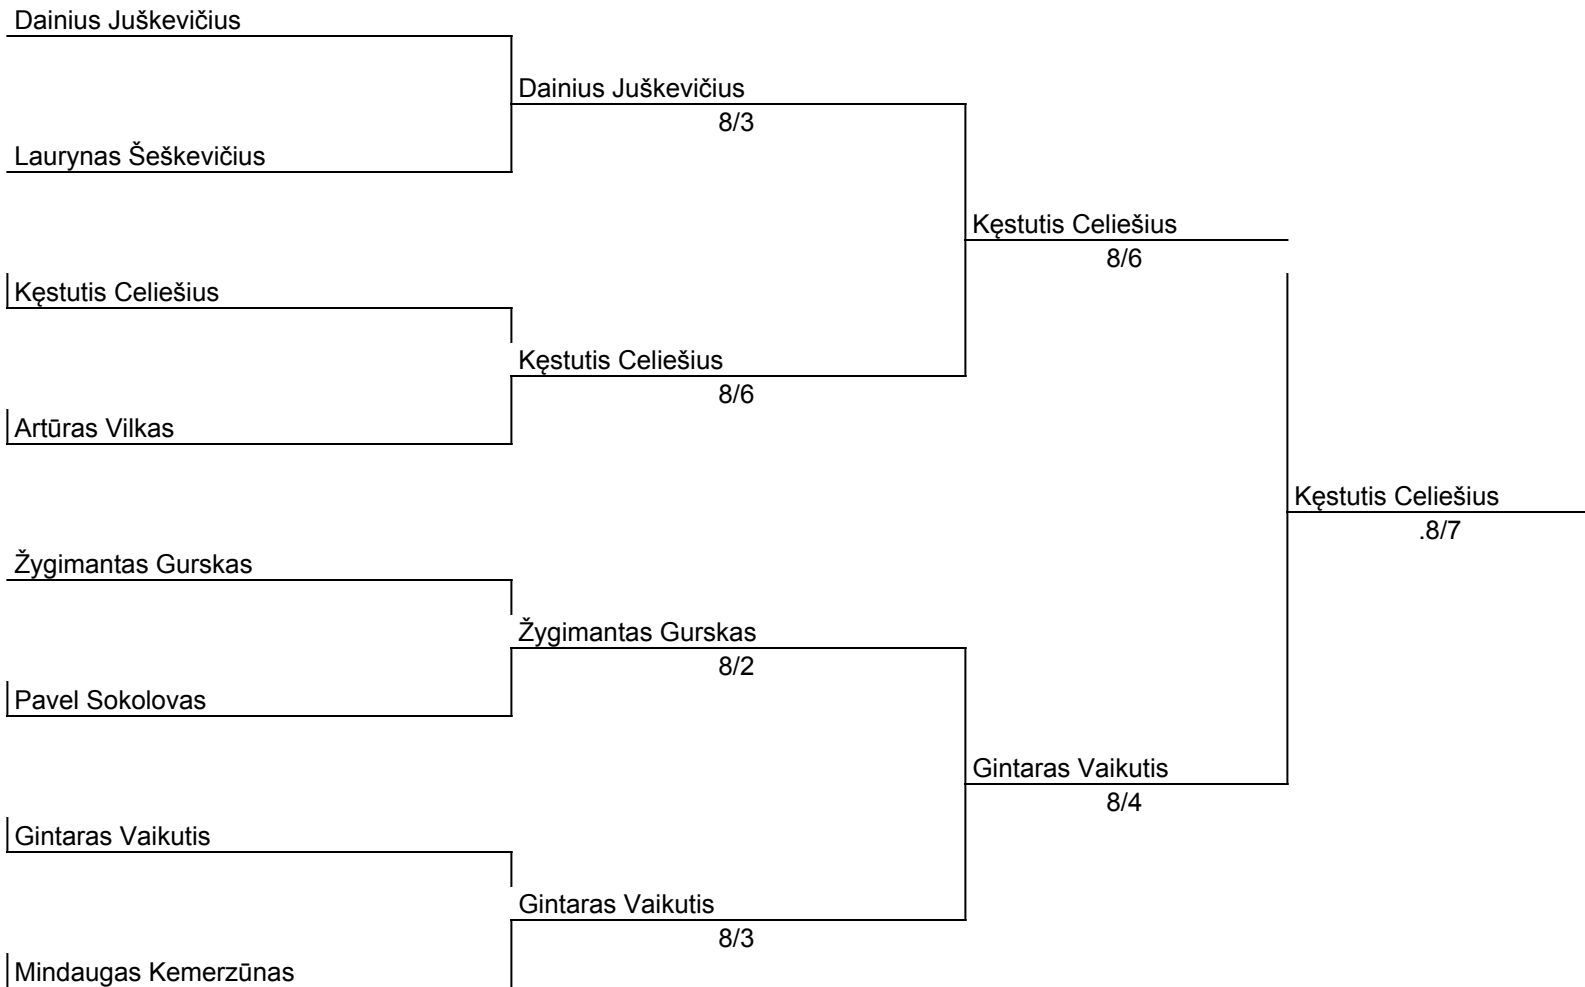 Dainius Juškevičius
Dainius Juškevičius
8/3
Laurynas Šeškevičius
Kęstutis Celiešius
8/6
Kęstutis Celiešius
Kęstutis Celiešius
8/6
Artūras Vilkas
Kęstutis Celiešius
.8/7
Žygimantas Gurskas
Žygimantas Gurskas
8/2
Pavel Sokolovas
Gintaras Vaikutis
8/4
Gintaras Vaikutis
Gintaras Vaikutis
8/3
Mindaugas Kemerzūnas